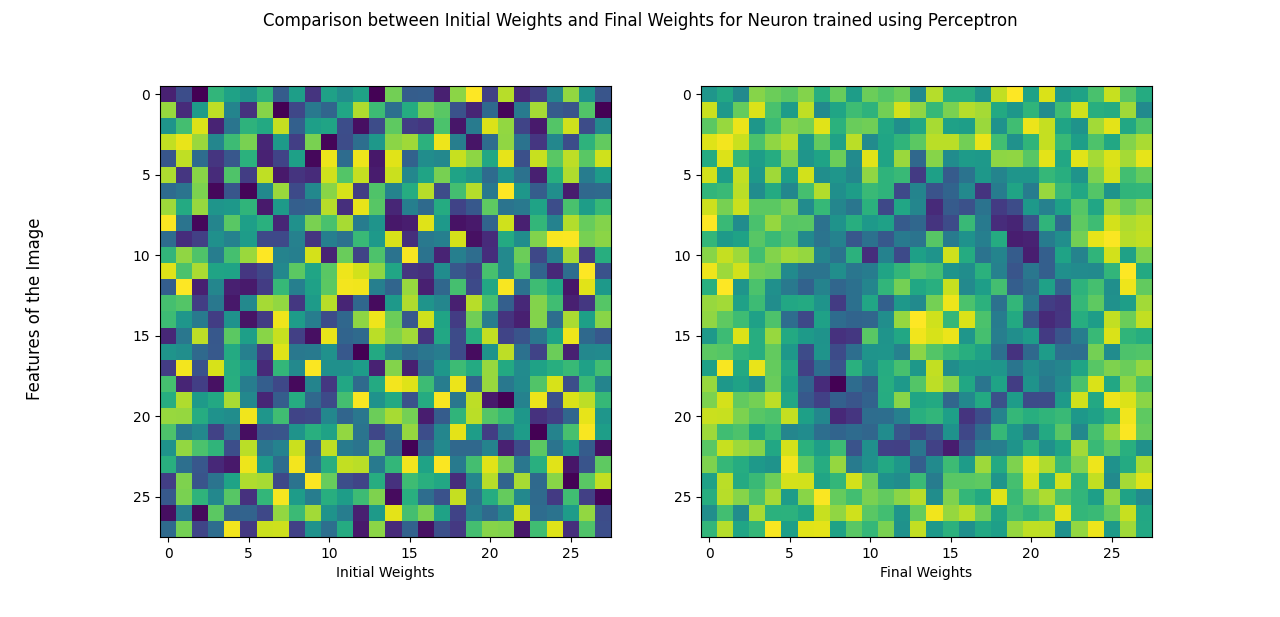 Comparison between Initial Weights and Final Weights for Neuron trained using Perceptron
Features of the Image
0
5
10
15
20
25
0 5 10 15 20 25
Initial Weights
0
5
10
15
20
25
0 5 10 15 20 25
Final Weights